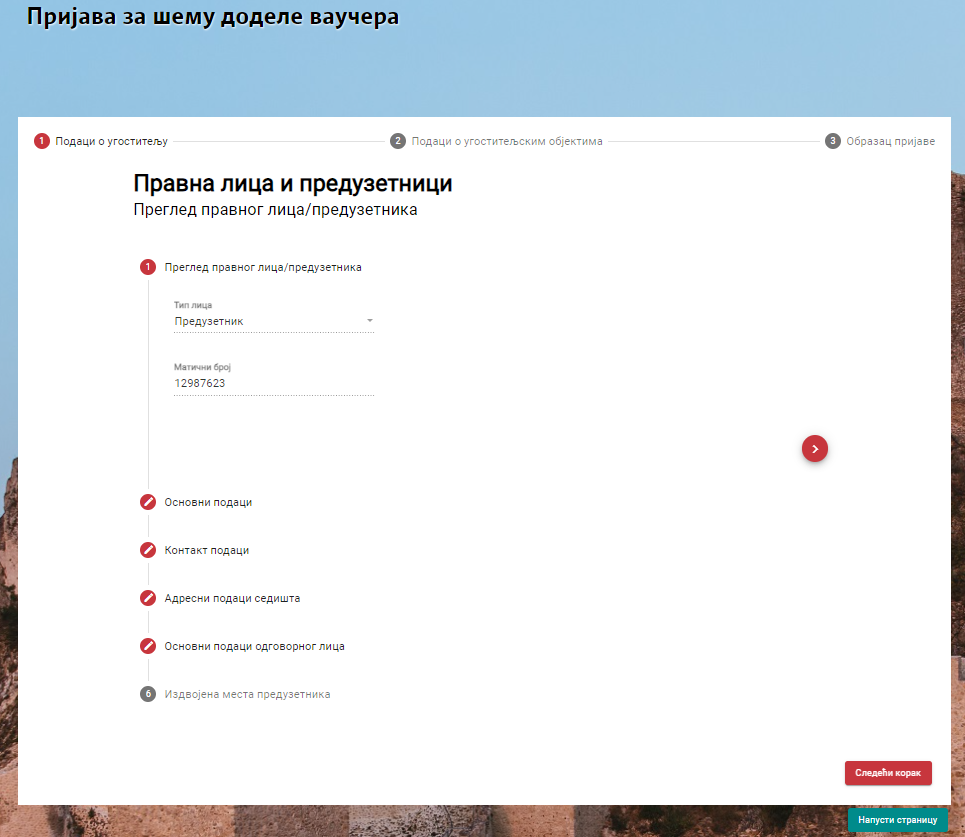 Пријава за шему доделе ваучера
1 Подаци о угоститељу 2 Подаци о угоститељским објектима 3 Образац пријаве
Правна лица и предузетници
Преглед правног лица/предузетника
1 Преглед правног лица/предузетника
Тип лица
Предузетник
Матични број
12987623
Основни подаци
Контакт подаци
Адресни подаци седишта
Основни подаци одговорног лица
6 Издвојена места предузетника
Следећи корак
Напусти страницу